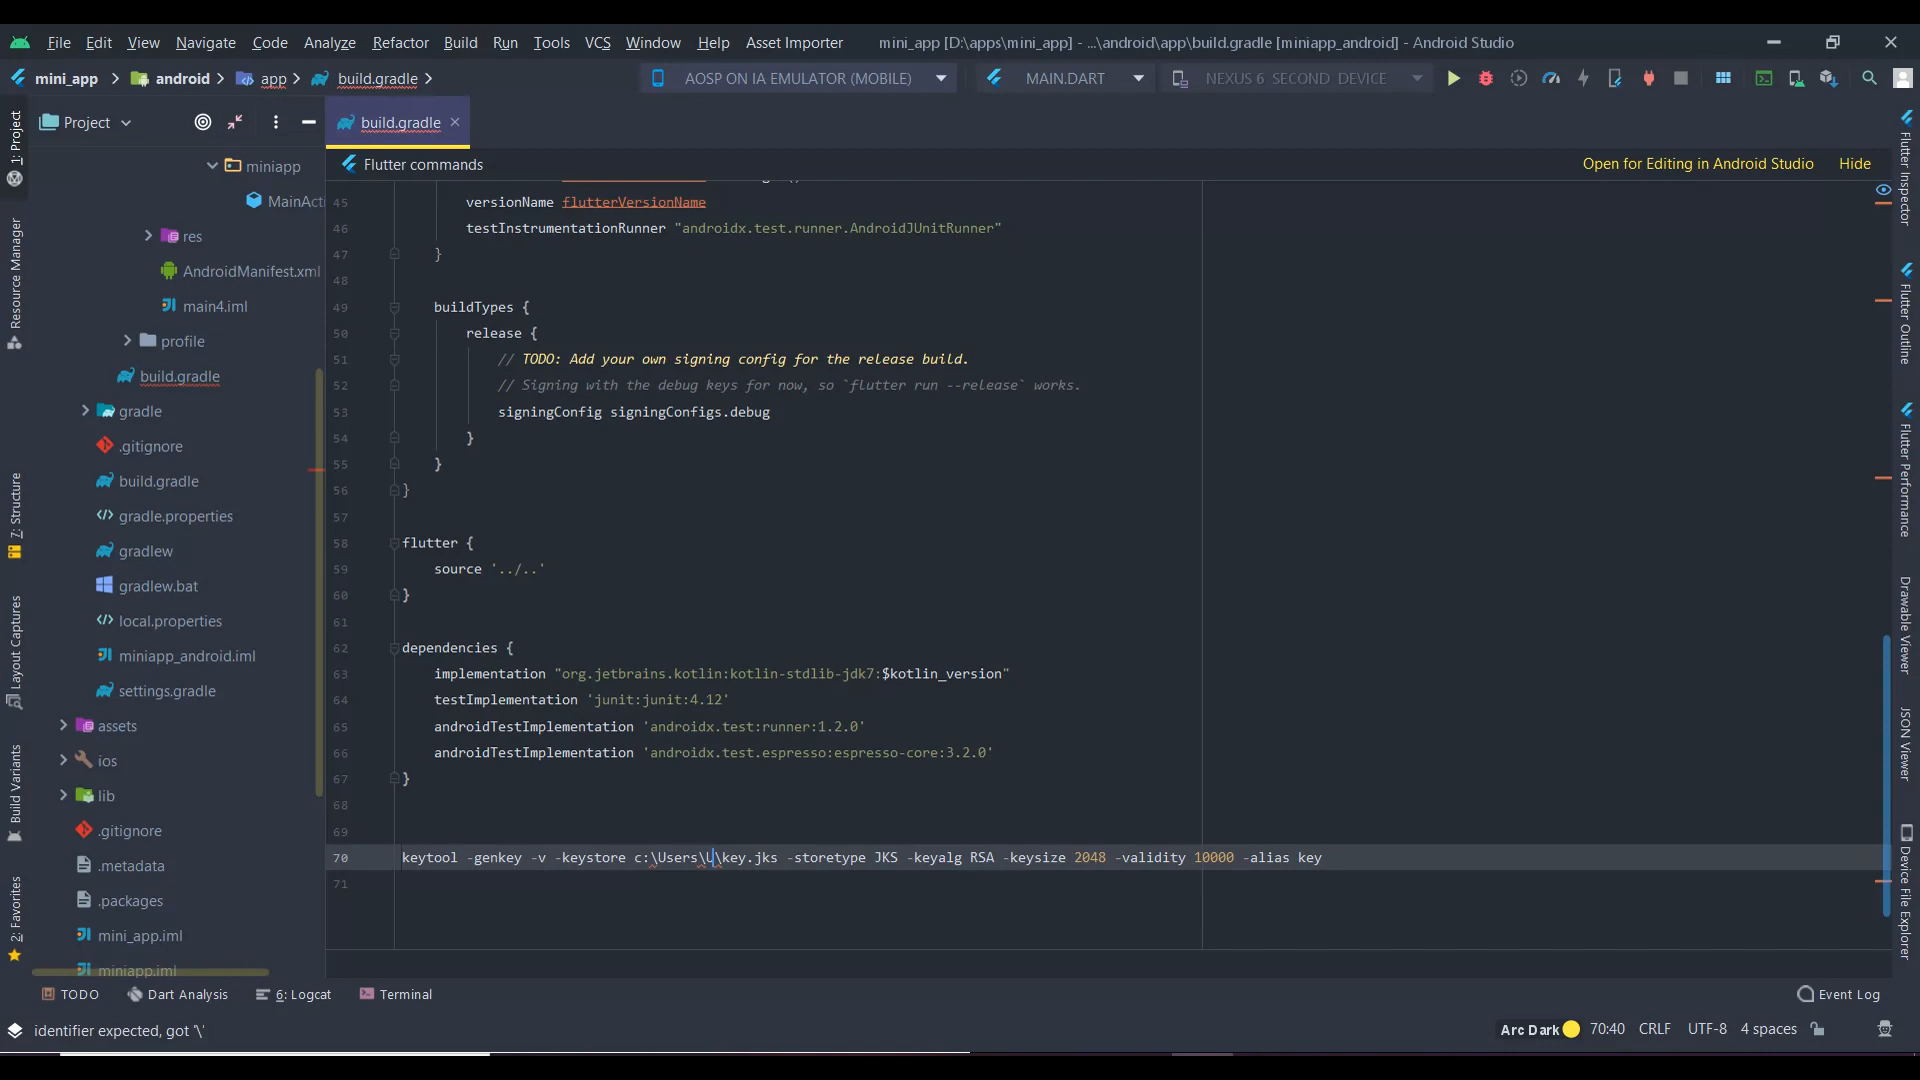 File Edit View Navigate Code Analyze Refactor Build Run Tools VCS Window Help Asset Importer mini_app [D:\apps\mini_app] - ...\android\app\build.gradle [miniapp_android] - Android Studio
mini_app android app build.gradle AOSP ON IA EMULATOR (MOBILE) MAIN.DART NEXUS 6 SECOND DEVICE
Project build.gradle
Flutter commands Open for Editing in Android Studio Hide
1: Project
Resource Manager
7: Structure
Layout Captures
Build Variants
2: Favorites
miniapp
MainActi
res
AndroidManifest.xml
main4.iml
profile
build.gradle
gradle
.gitignore
build.gradle
gradle.properties
gradlew
gradlew.bat
local.properties
miniapp_android.iml
settings.gradle
assets
ios
lib
.gitignore
.metadata
.packages
mini_app.iml
miniapp.iml
45 versionName flutterVersionName
46 testInstrumentationRunner "androidx.test.runner.AndroidJUnitRunner"
47 }
48
49 buildTypes {
50 release {
51 // TODO: Add your own signing config for the release build.
52 // Signing with the debug keys for now, so `flutter run --release` works.
53 signingConfig signingConfigs.debug
54 }
55 }
56 }
57
58 flutter {
59 source '../..'
60 }
61
62 dependencies {
63 implementation "org.jetbrains.kotlin:kotlin-stdlib-jdk7:$kotlin_version"
64 testImplementation 'junit:junit:4.12'
65 androidTestImplementation 'androidx.test:runner:1.2.0'
66 androidTestImplementation 'androidx.test.espresso:espresso-core:3.2.0'
67 }
68
69
70 keytool -genkey -v -keystore c:\Users\U\key.jks -storetype JKS -keyalg RSA -keysize 2048 -validity 10000 -alias key
71
Flutter Inspector
Flutter Outline
Flutter Performance
Drawable Viewer
JSON Viewer
Device File Explorer
TODO Dart Analysis 6: Logcat Terminal Event Log
identifier expected, got '\' Arc Dark 70:40 CRLF UTF-8 4 spaces